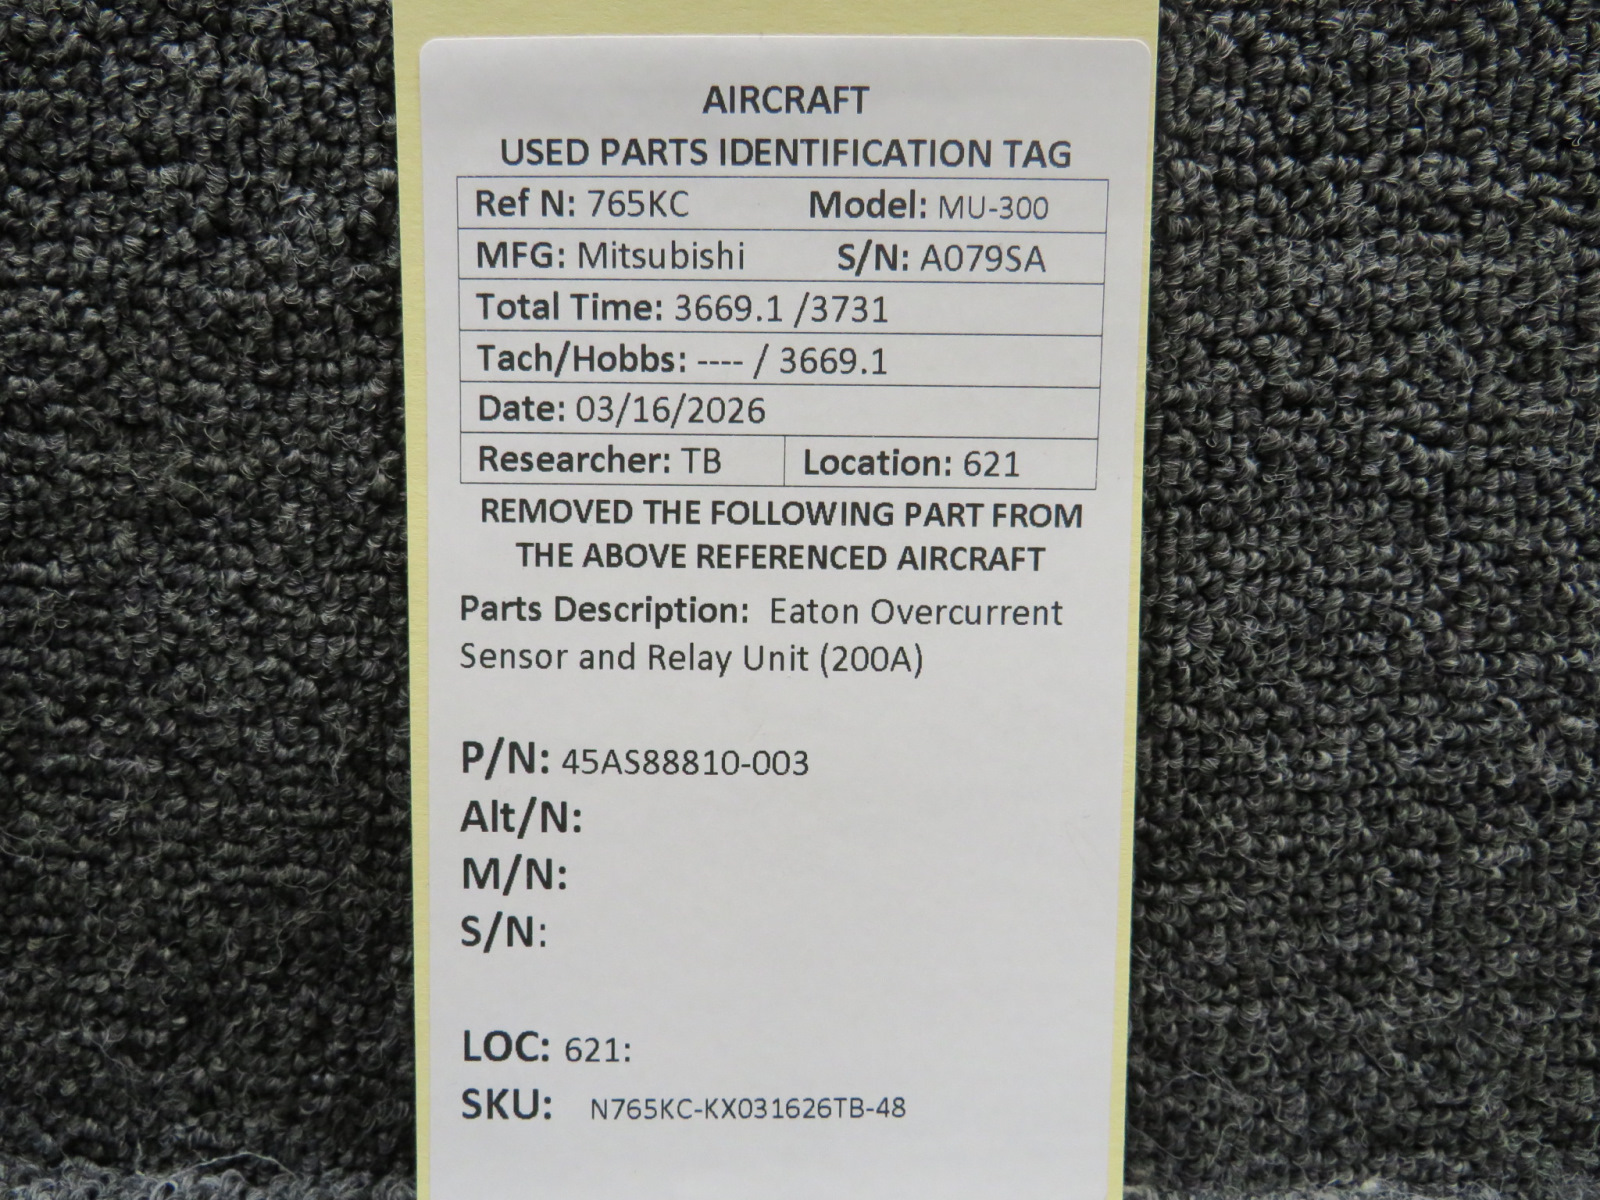 AIRCRAFT
USED PARTS IDENTIFICATION TAG
Ref N: 765KC Model: MU-300
MFG: Mitsubishi S/N: A079SA
Total Time: 3669.1 /3731
Tach/Hobbs: ---- / 3669.1
Date: 03/16/2026
Researcher: TB Location: 621
REMOVED THE FOLLOWING PART FROM
THE ABOVE REFERENCED AIRCRAFT
Parts Description: Eaton Overcurrent
Sensor and Relay Unit (200A)
P/N: 45AS88810-003
Alt/N:
M/N:
S/N:
LOC: 621:
SKU: N765KC-KX031626TB-48